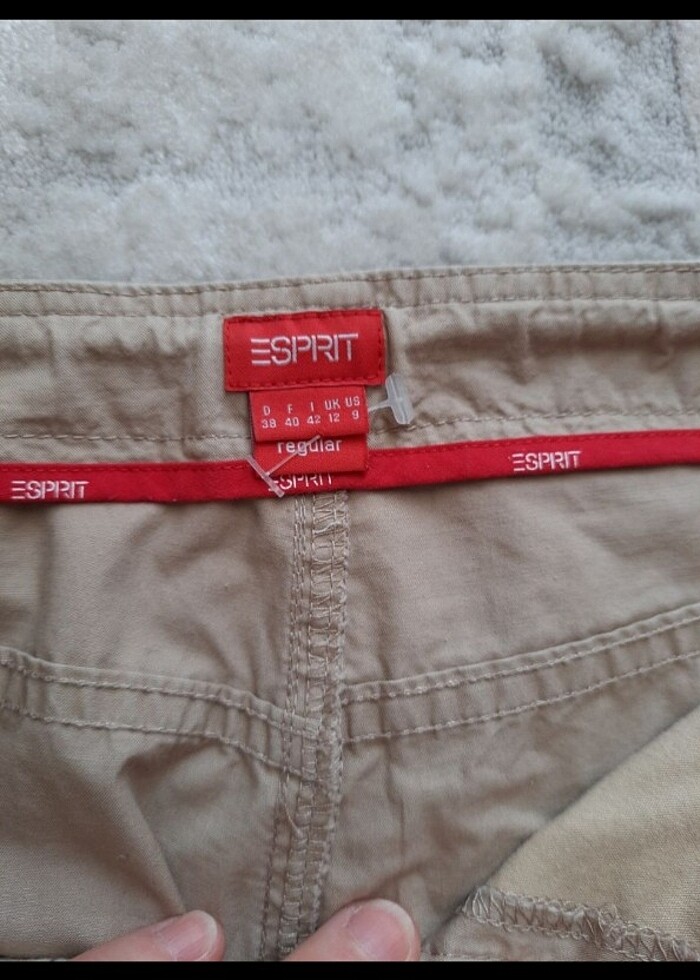 ESPRIT
D F I UK US
38 40 42 12 9
regular
ESPRIT ESPRIT ESPRIT